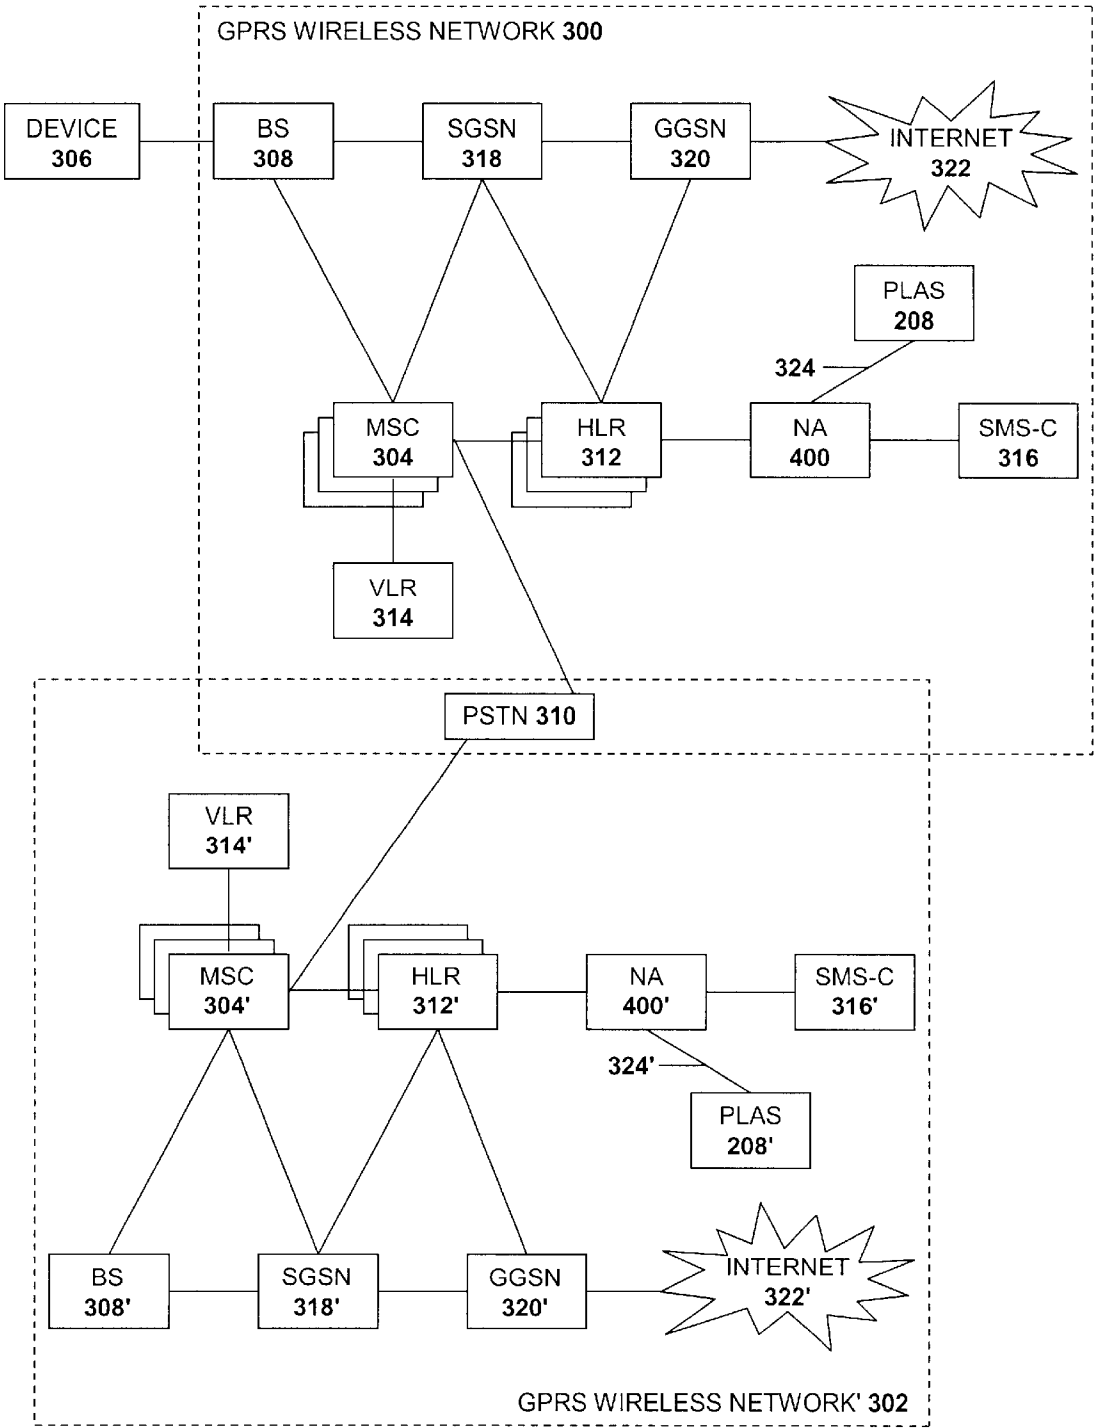 GPRS WIRELESS NETWORK 300
DEVICE
306
BS
308
SGSN
318
GGSN
320
INTERNET
322
PLAS
208
324
MSC
304
HLR
312
NA
400
SMS-C
316
VLR
314
PSTN 310
VLR
314'
MSC
304'
HLR
312'
NA
400'
SMS-C
316'
324'
PLAS
208'
BS
308'
SGSN
318'
GGSN
320'
INTERNET
322'
GPRS WIRELESS NETWORK' 302